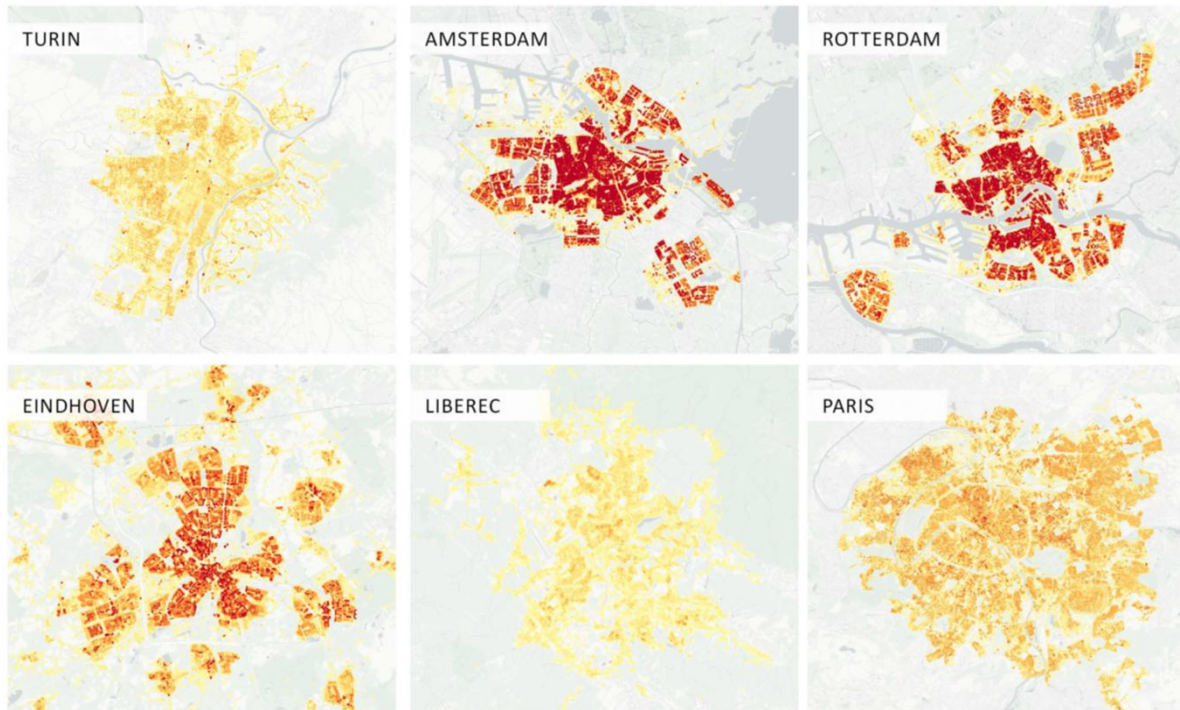 TURIN
AMSTERDAM
ROTTERDAM
EINDHOVEN
LIBEREC
PARIS